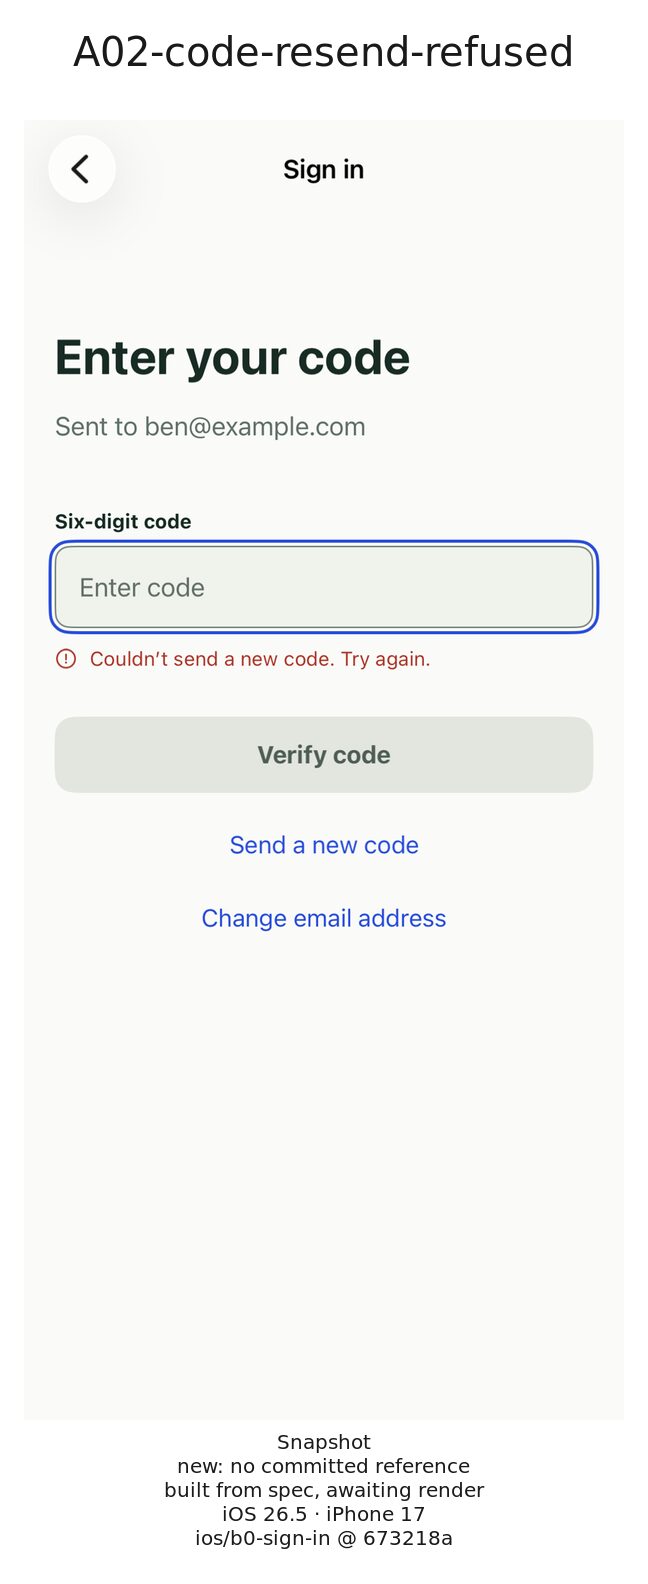 A02-code-resend-refused
Sign in
Enter your code
Sent to ben@example.com
Six-digit code
Enter code
Couldn’t send a new code. Try again.
Verify code
Send a new code
Change email address
Snapshot
new: no committed reference
built from spec, awaiting render
iOS 26.5 · iPhone 17
ios/b0-sign-in @ 673218a